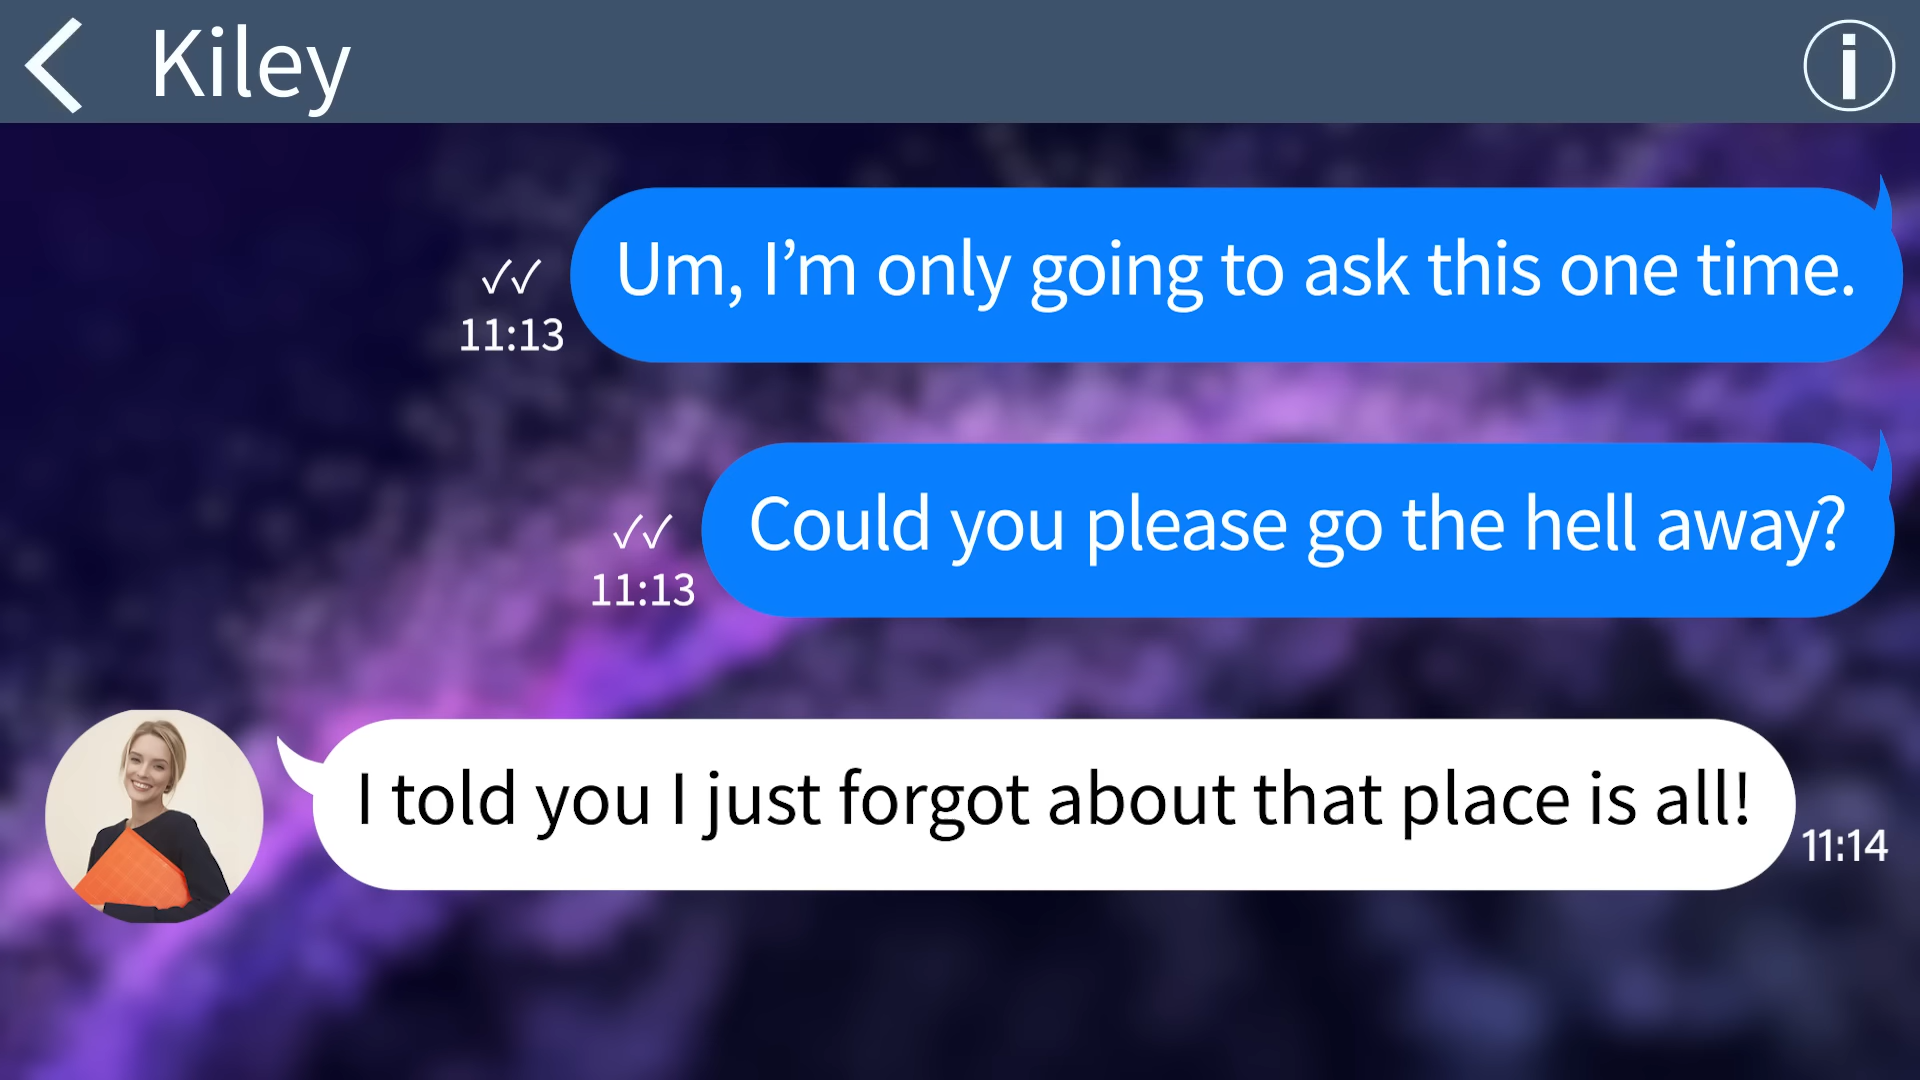 Kiley
Um, I’m only going to ask this one time.
✓✓
11:13
Could you please go the hell away?
✓✓
11:13
I told you I just forgot about that place is all!
11:14